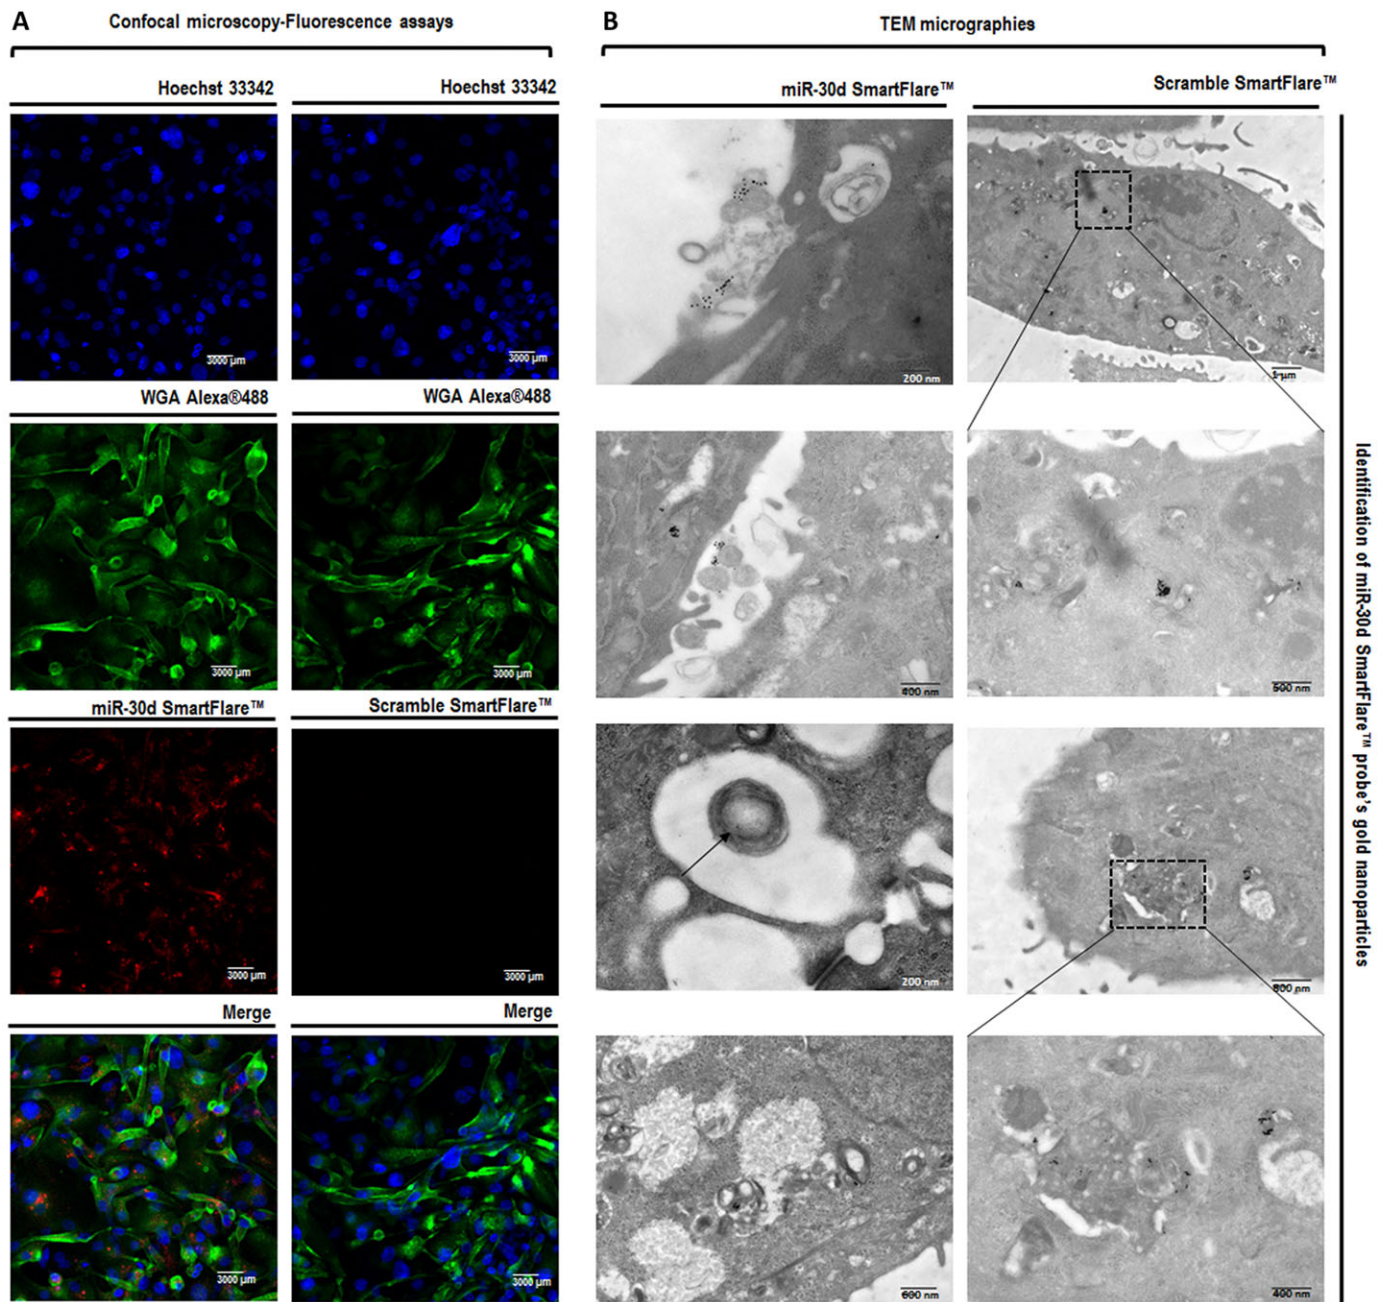 A
Confocal microscopy-Fluorescence assays
Hoechst 33342
Hoechst 33342
3000 µm
3000 µm
WGA Alexa®488
WGA Alexa®488
3000 µm
3000 µm
miR-30d SmartFlare™
Scramble SmartFlare™
3000 µm
3000 µm
Merge
Merge
3000 µm
3000 µm
B
TEM micrographies
miR-30d SmartFlare™
Scramble SmartFlare™
200 nm
1 µm
400 nm
500 nm
200 nm
800 nm
600 nm
400 nm
Identification of miR-30d SmartFlare™ probe's gold nanoparticles